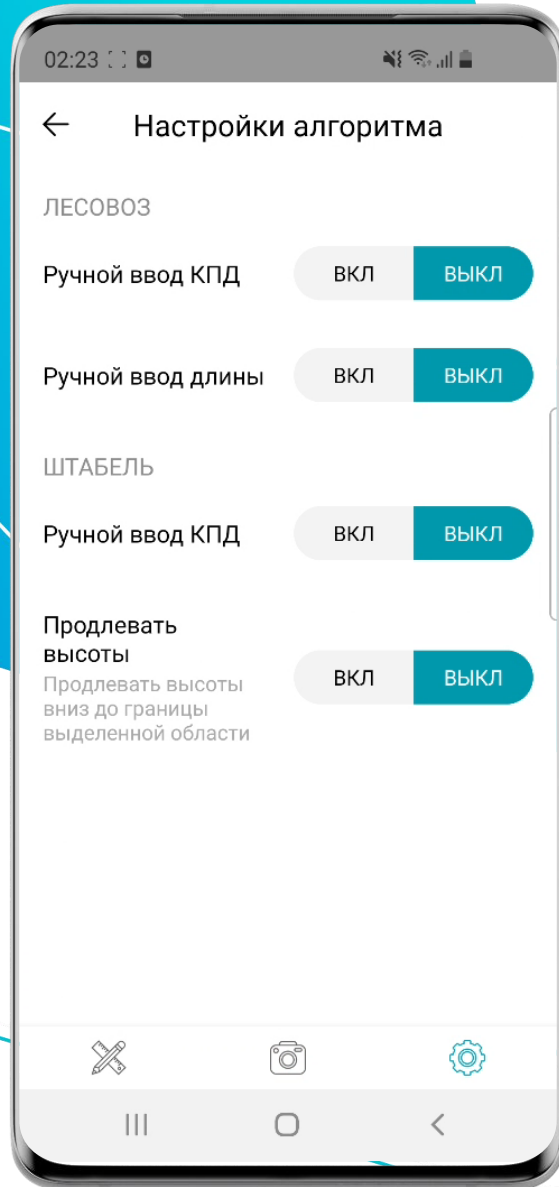 02:23
Настройки алгоритма
ЛЕСОВОЗ
Ручной ввод КПД ВКЛ ВЫКЛ
Ручной ввод длины ВКЛ ВЫКЛ
ШТАБЕЛЬ
Ручной ввод КПД ВКЛ ВЫКЛ
Продлевать
высоты
ВКЛ ВЫКЛ
Продлевать высоты
вниз до границы
выделенной области